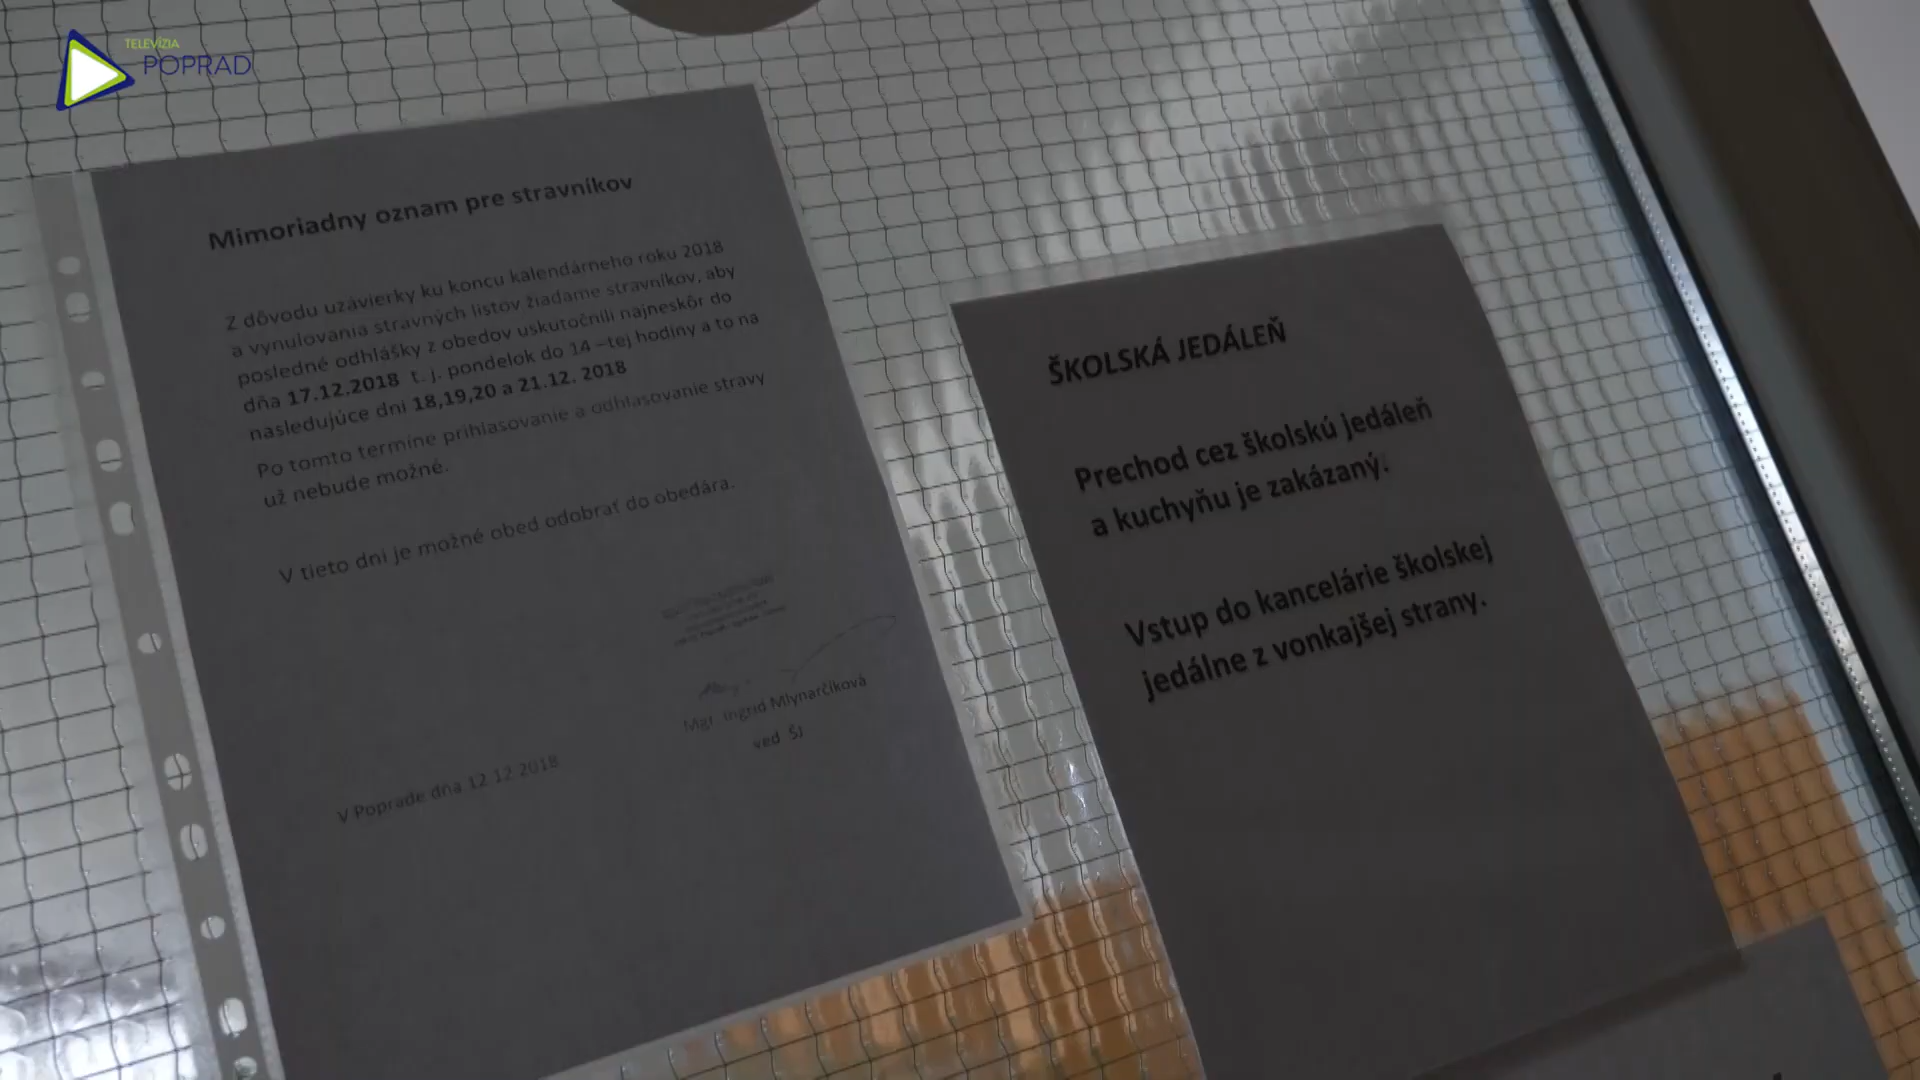 TELEVÍZIA
POPRAD
Mimoriadny oznam pre stravníkov
Z dôvodu uzávierky ku koncu kalendárneho roku 2018
a vynulovania stravných listov žiadame stravníkov, aby
posledné odhlášky z obedov uskutočnili najneskôr do
dňa 17.12.2018 t. j. pondelok do 14 –tej hodiny a to na
nasledujúce dni 18,19,20 a 21.12. 2018
Po tomto termíne prihlasovanie a odhlasovanie stravy
už nebude možné.
V tieto dni je možné obed odobrať do obedára.
Mgr. Ingrid Mlynarčíková
ved ŠJ
V Poprade dňa 12 12 2018
ŠKOLSKÁ JEDÁLEŇ
Prechod cez školskú jedáleň
a kuchyňu je zakázaný.
Vstup do kancelárie školskej
jedálne z vonkajšej strany.